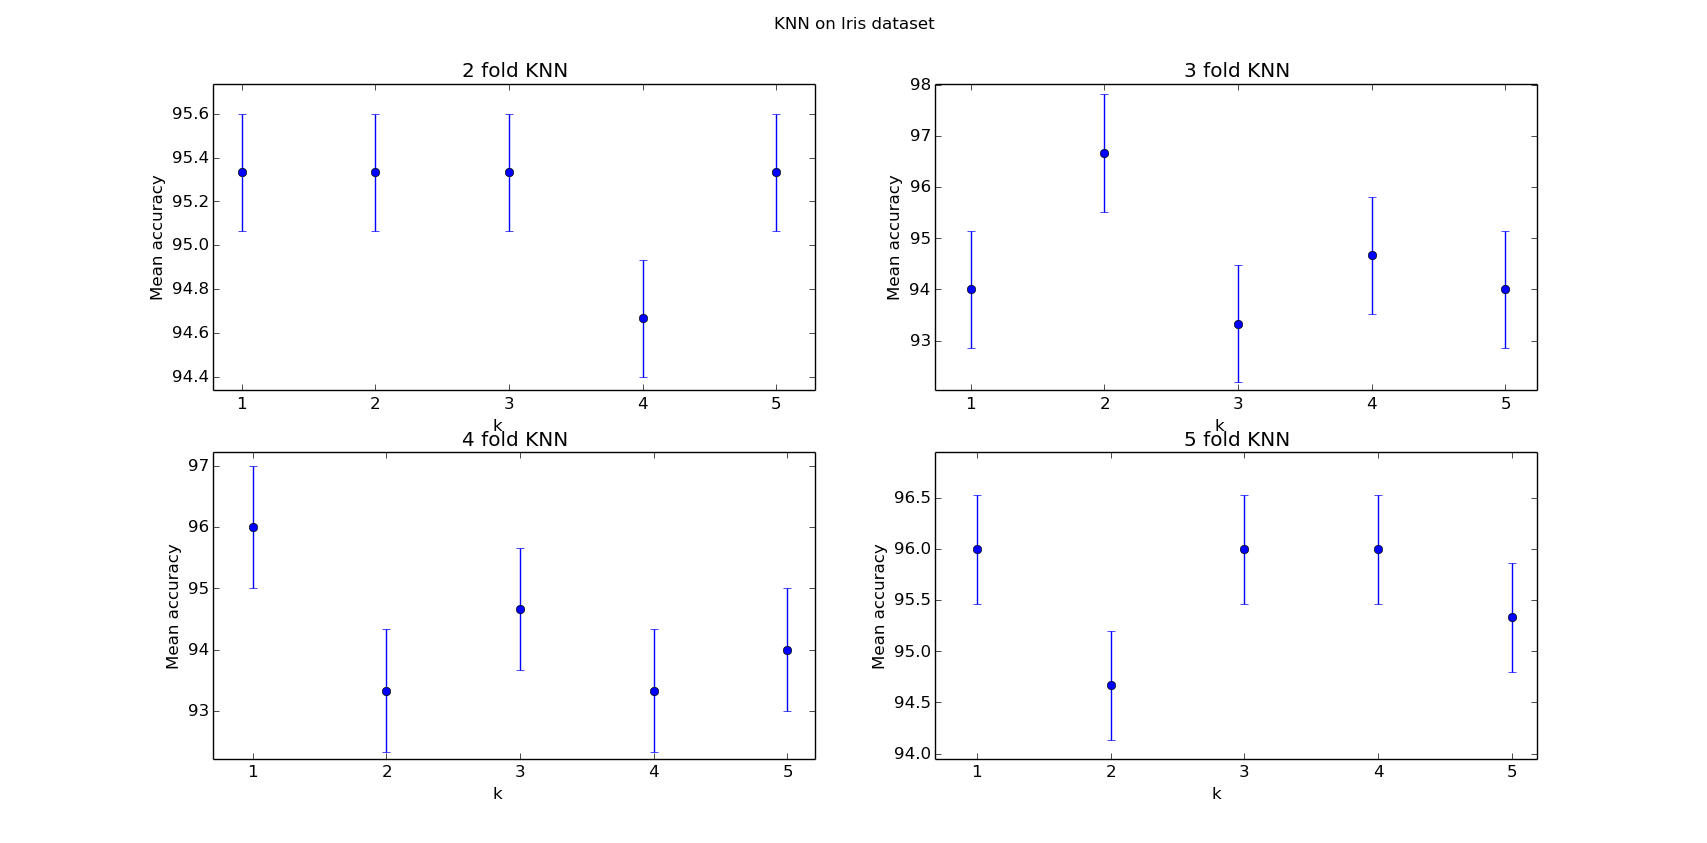 KNN on Iris dataset
2 fold KNN
95.6
95.4
95.2
95.0
94.8
94.6
94.4
Mean accuracy
1 2 3 4 5
k
3 fold KNN
98
97
96
95
94
93
Mean accuracy
1 2 3 4 5
k
4 fold KNN
97
96
95
94
93
Mean accuracy
1 2 3 4 5
k
5 fold KNN
96.5
96.0
95.5
95.0
94.5
94.0
Mean accuracy
1 2 3 4 5
k